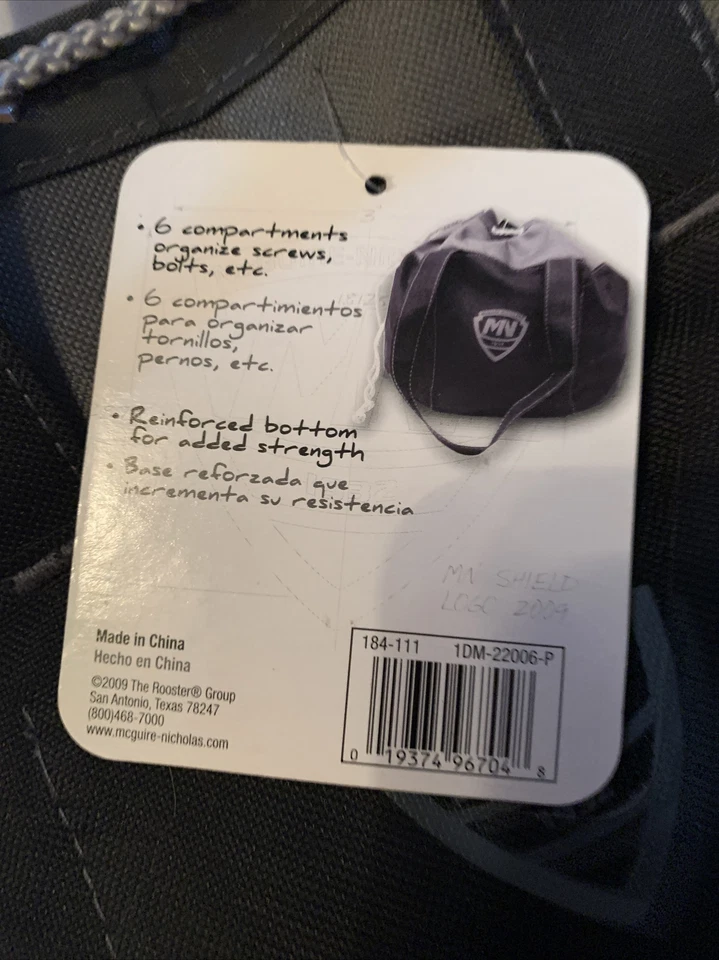 • 6 compartments
organize screws,
bolts, etc.
• 6 compartimientos
para organizar
tornillos,
pernos, etc.
• Reinforced bottom
for added strength
• Base reforzada que
incrementa su resistencia
MN
MN SHIELD
LOGO 2009
Made in China
Hecho en China
©2009 The Rooster® Group
San Antonio, Texas 78247
(800)468-7000
www.mcguire-nicholas.com
184-111 1DM-22006-P
0 19374 96704 8